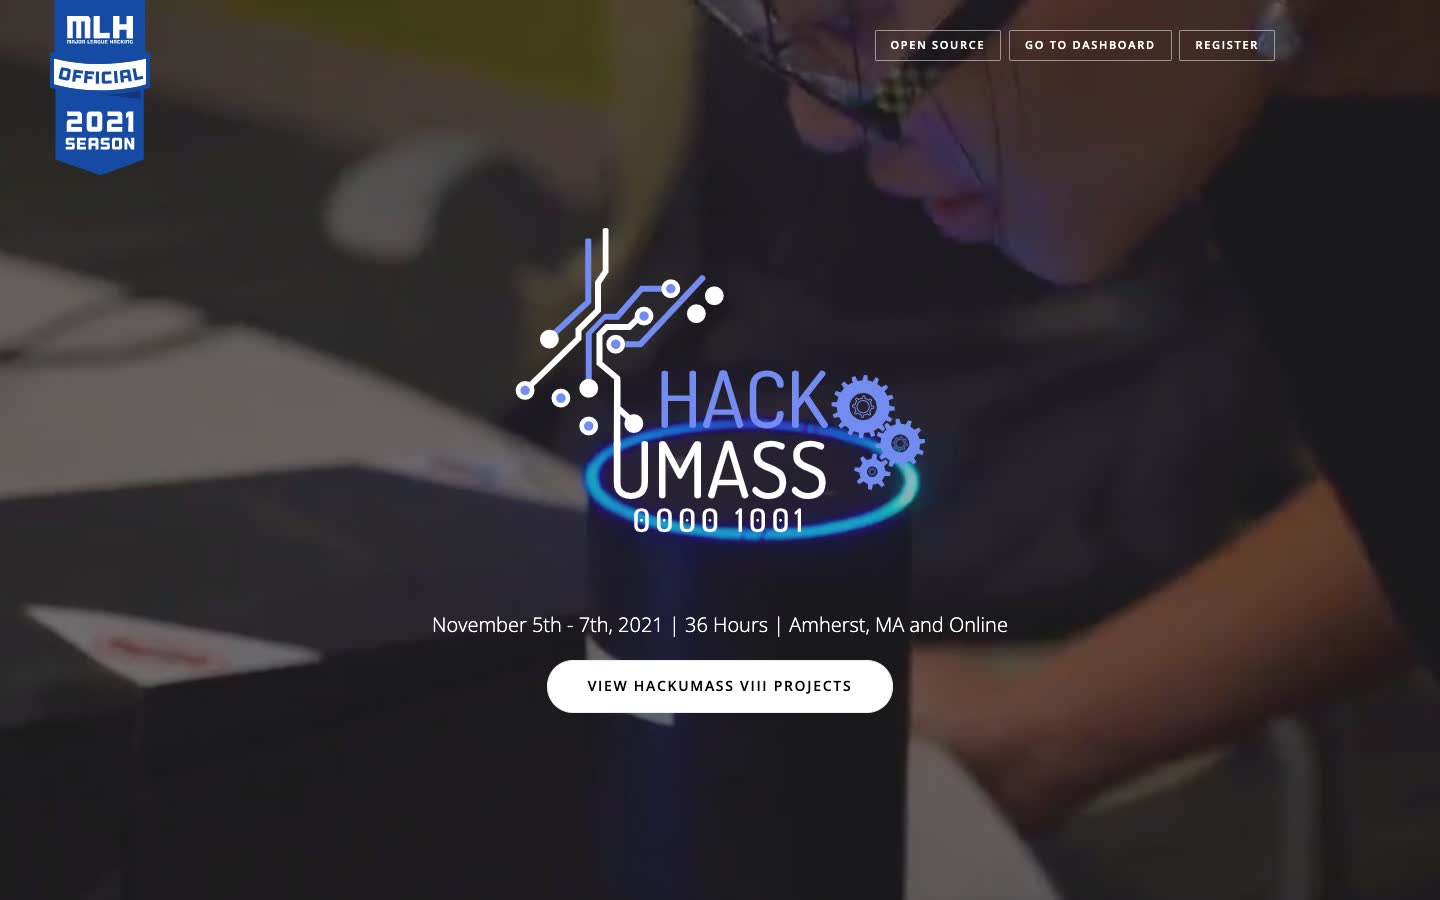 MLH
MAJOR LEAGUE HACKING
OFFICIAL
2021
SEASON
OPEN SOURCE
GO TO DASHBOARD
REGISTER
HACK
UMASS
0000 1001
November 5th - 7th, 2021 | 36 Hours | Amherst, MA and Online
VIEW HACKUMASS VIII PROJECTS